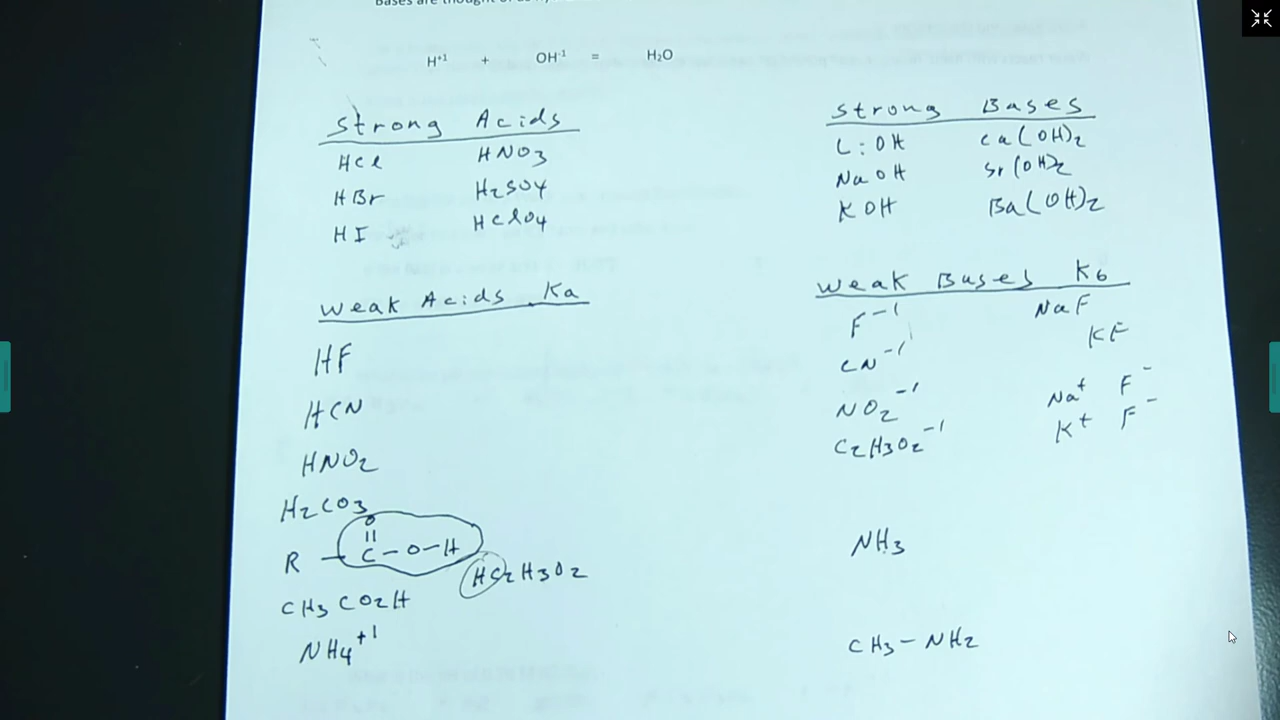 Bases are thought of as
H+1 + OH-1 = H2O
Strong Acids
HCl HNO3
HBr H2SO4
HI HClO4
Strong Bases
Li OH Ca(OH)2
NaOH Sr(OH)2
KOH Ba(OH)2
Weak Acids Ka
HF
HCN
HNO2
H2CO3
O
||
R - C - O - H
HC2H3O2
CH3CO2H
NH4+1
Weak Bases Kb
F-1 NaF
KF
CN-1
NO2-1 Na+ F-
C2H3O2-1 K+ F-
NH3
CH3-NH2